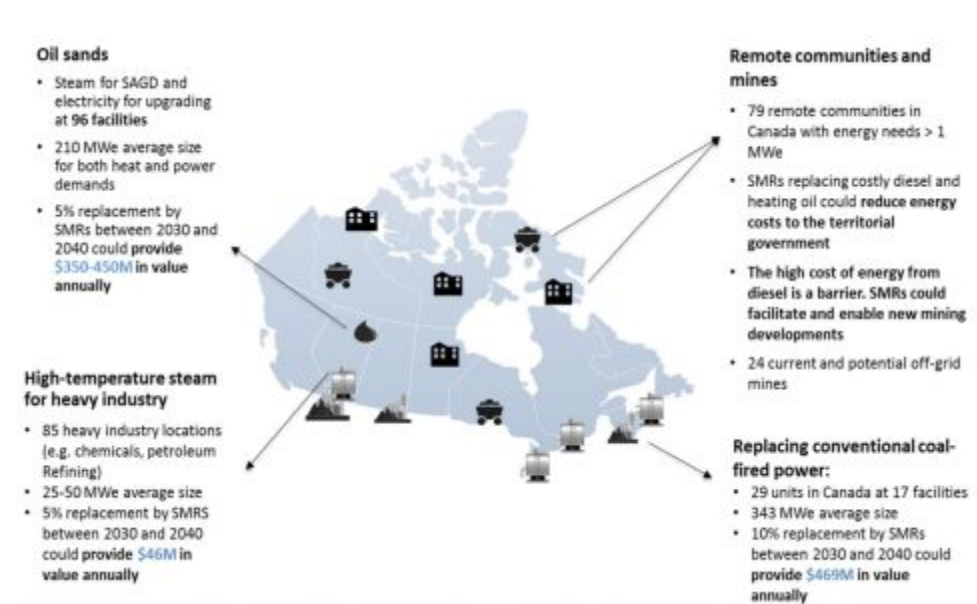 Oil sands
• Steam for SAGD and
electricity for upgrading
at 96 facilities
• 210 MWe average size
for both heat and power
demands
• 5% replacement by
SMRs between 2030 and
2040 could provide
$350-450M in value
annually
High-temperature steam
for heavy industry
• 85 heavy industry locations
(e.g. chemicals, petroleum
Refining)
• 25-50 MWe average size
• 5% replacement by SMRS
between 2030 and 2040
could provide $46M in
value annually
Remote communities and
mines
• 79 remote communities in
Canada with energy needs > 1
MWe
• SMRs replacing costly diesel and
heating oil could reduce energy
costs to the territorial
government
• The high cost of energy from
diesel is a barrier. SMRs could
facilitate and enable new mining
developments
• 24 current and potential off-grid
mines
Replacing conventional coal-
fired power:
• 29 units in Canada at 17 facilities
• 343 MWe average size
• 10% replacement by SMRs
between 2030 and 2040 could
provide $469M in value
annually